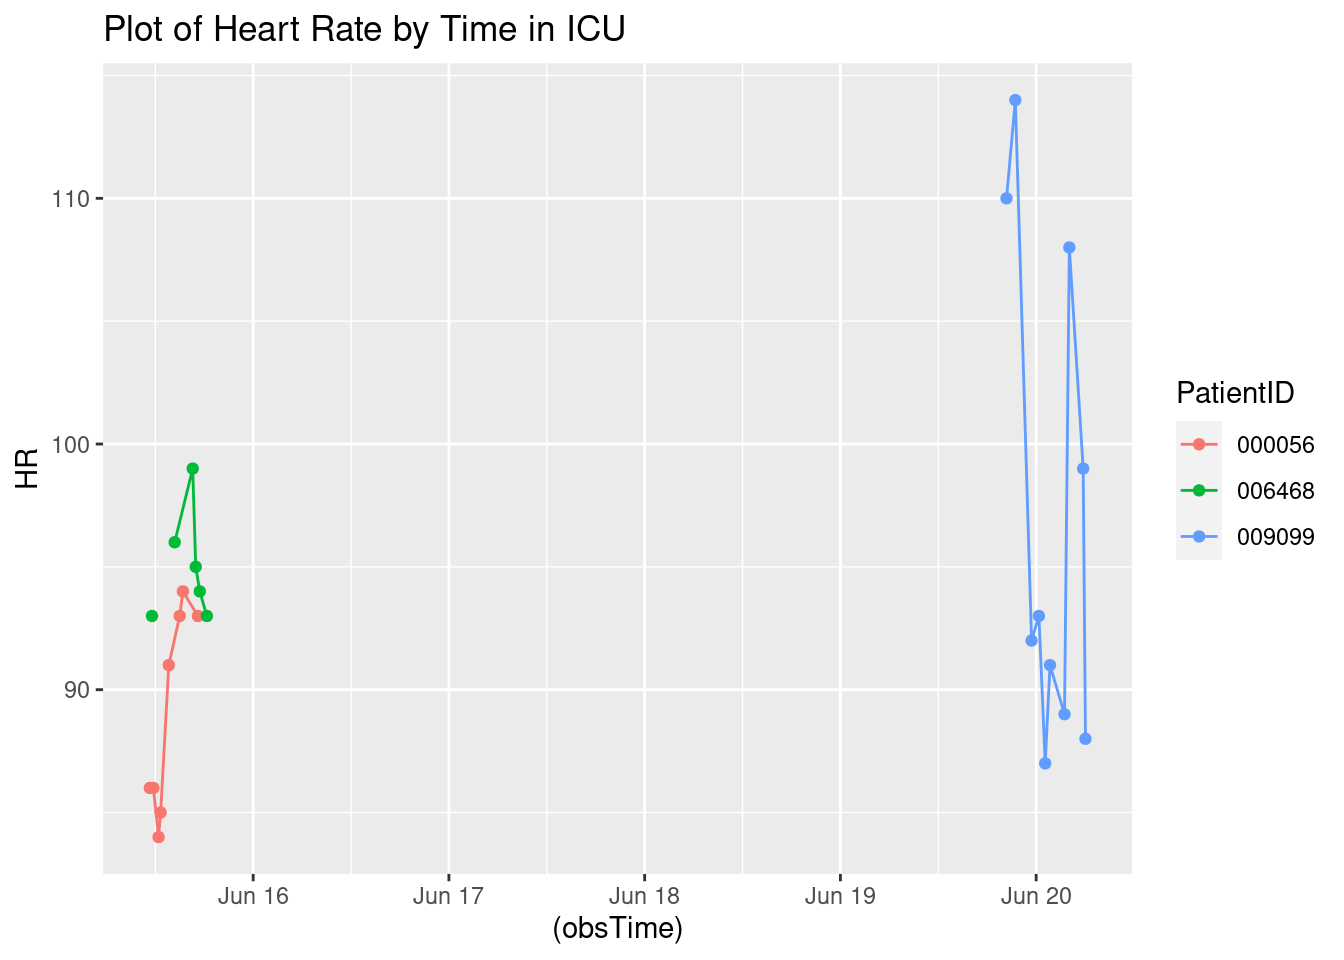 Plot of Heart Rate by Time in ICU
110
100
90
HR
Jun 16
Jun 17
Jun 18
Jun 19
Jun 20
(obsTime)
PatientID
000056
006468
009099